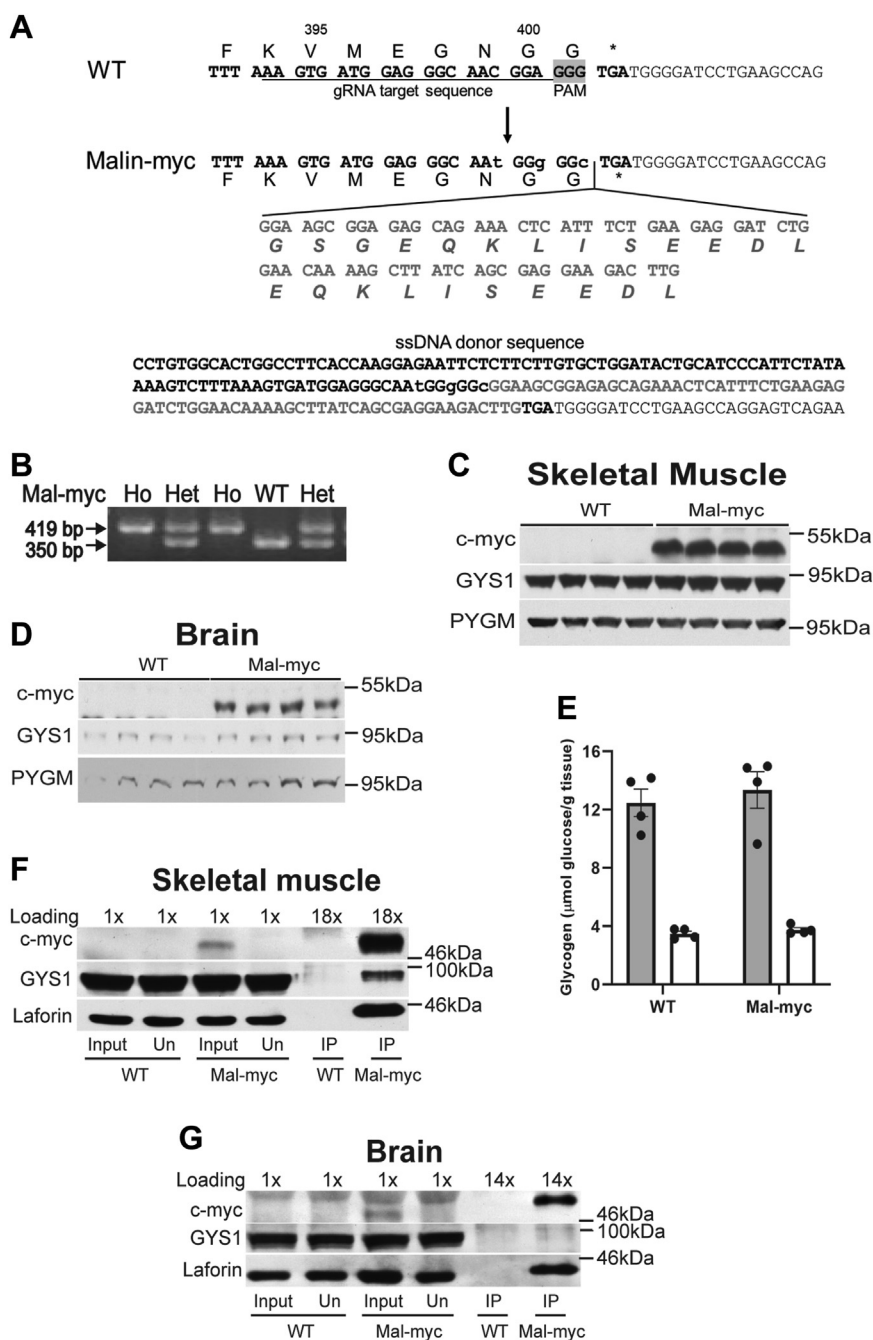 A
395 400
F K V M E G N G G *
WT TTT AAA GTG ATG GAG GGC AAC GGA GGG TGATGGGGATCCTGAAGCCAG
gRNA target sequence PAM
Malin-myc TTT AAA GTG ATG GAG GGC AAt GGg GGc TGATGGGGATCCTGAAGCCAG
F K V M E G N G G *
GGA AGC GGA GAG CAG AAA CTC ATT TCT GAA GAG GAT CTG
G S G E Q K L I S E E D L
GAA CAA AAG CTT ATC AGC GAG GAA GAC TTG
E Q K L I S E E D L
ssDNA donor sequence
CCTGTGGCACTGGCCTTCACCAAGGAGAATTCTCTTCTTGTGCTGGATACTGCATCCCATTCTATA
AAAGTCTTTAAAGTGATGGAGGGCAAtGGgGGcGGAAGCGGAGAGCAGAAACTCATTTCTGAAGAG
GATCTGGAACAAAAGCTTATCAGCGAGGAAGACTTGTGATGGGGATCCTGAAGCCAGGAGTCAGAA
B
Mal-myc Ho Het Ho WT Het
419 bp
350 bp
C
Skeletal Muscle
WT Mal-myc
c-myc 55kDa
GYS1 95kDa
PYGM 95kDa
D
Brain
WT Mal-myc
c-myc 55kDa
GYS1 95kDa
PYGM 95kDa
E
Glycogen (µmol glucose/g tissue)
16
12
8
4
0
WT Mal-myc
F
Skeletal muscle
Loading 1x 1x 1x 1x 18x 18x
c-myc 46kDa
GYS1 100kDa
Laforin 46kDa
Input Un Input Un IP IP
WT Mal-myc WT Mal-myc
G
Brain
Loading 1x 1x 1x 1x 14x 14x
c-myc 46kDa
GYS1 100kDa
Laforin 46kDa
Input Un Input Un IP IP
WT Mal-myc WT Mal-myc